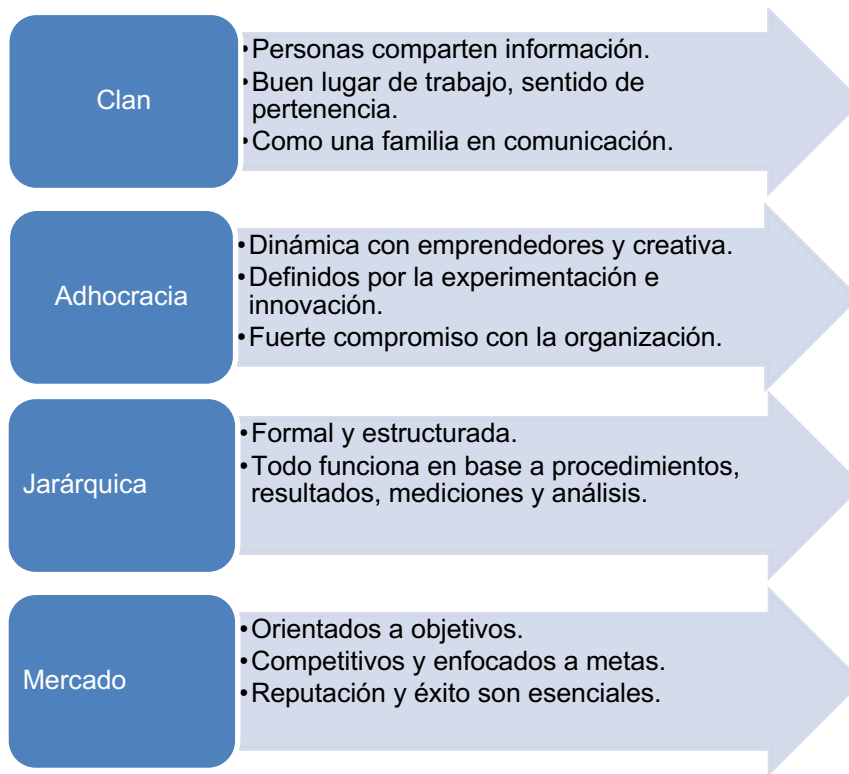 Clan
•Personas comparten información.
•Buen lugar de trabajo, sentido de
pertenencia.
•Como una familia en comunicación.
Adhocracia
•Dinámica con emprendedores y creativa.
•Definidos por la experimentación e
innovación.
•Fuerte compromiso con la organización.
Jarárquica
•Formal y estructurada.
•Todo funciona en base a procedimientos,
resultados, mediciones y análisis.
Mercado
•Orientados a objetivos.
•Competitivos y enfocados a metas.
•Reputación y éxito son esenciales.